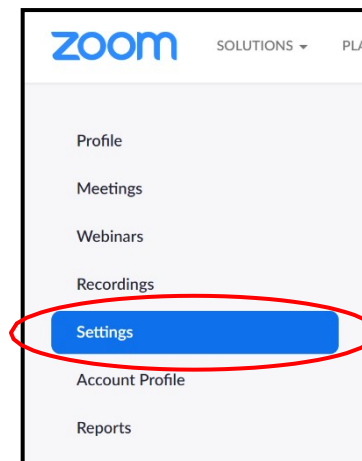 zoom SOLUTIONS
Profile
Meetings
Webinars
Recordings
Settings
Account Profile
Reports